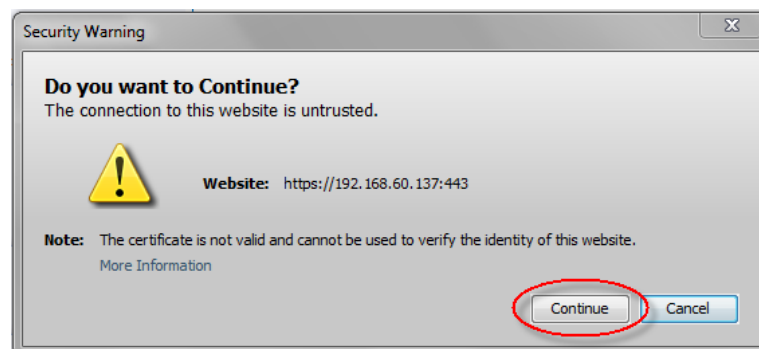 Security Warning
Do you want to Continue?
The connection to this website is untrusted.
Website: https://192.168.60.137:443
Note: The certificate is not valid and cannot be used to verify the identity of this website.
More Information
Continue Cancel